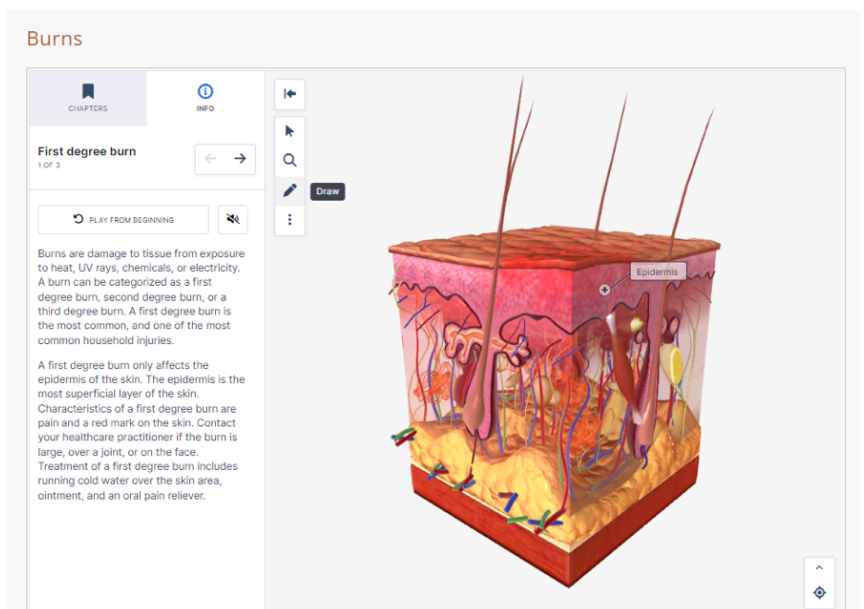 Burns
CHAPTERS
INFO
First degree burn
1 OF 3
Draw
PLAY FROM BEGINNING
Burns are damage to tissue from exposure
to heat, UV rays, chemicals, or electricity.
A burn can be categorized as a first
degree burn, second degree burn, or a
third degree burn. A first degree burn is
the most common, and one of the most
common household injuries.
A first degree burn only affects the
epidermis of the skin. The epidermis is the
most superficial layer of the skin.
Characteristics of a first degree burn are
pain and a red mark on the skin. Contact
your healthcare practitioner if the burn is
large, over a joint, or on the face.
Treatment of a first degree burn includes
running cold water over the skin area,
ointment, and an oral pain reliever.
Epidermis